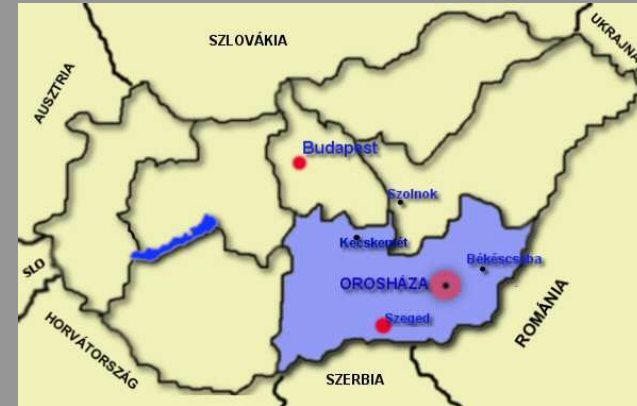 SZLOVÁKIA
UKRAJNA
AUSZTRIA
Budapest
Szolnok
Kecskemét
Békéscsaba
OROSHÁZA
SLO
Szeged
ROMÁNIA
HORVÁTORSZÁG
SZERBIA